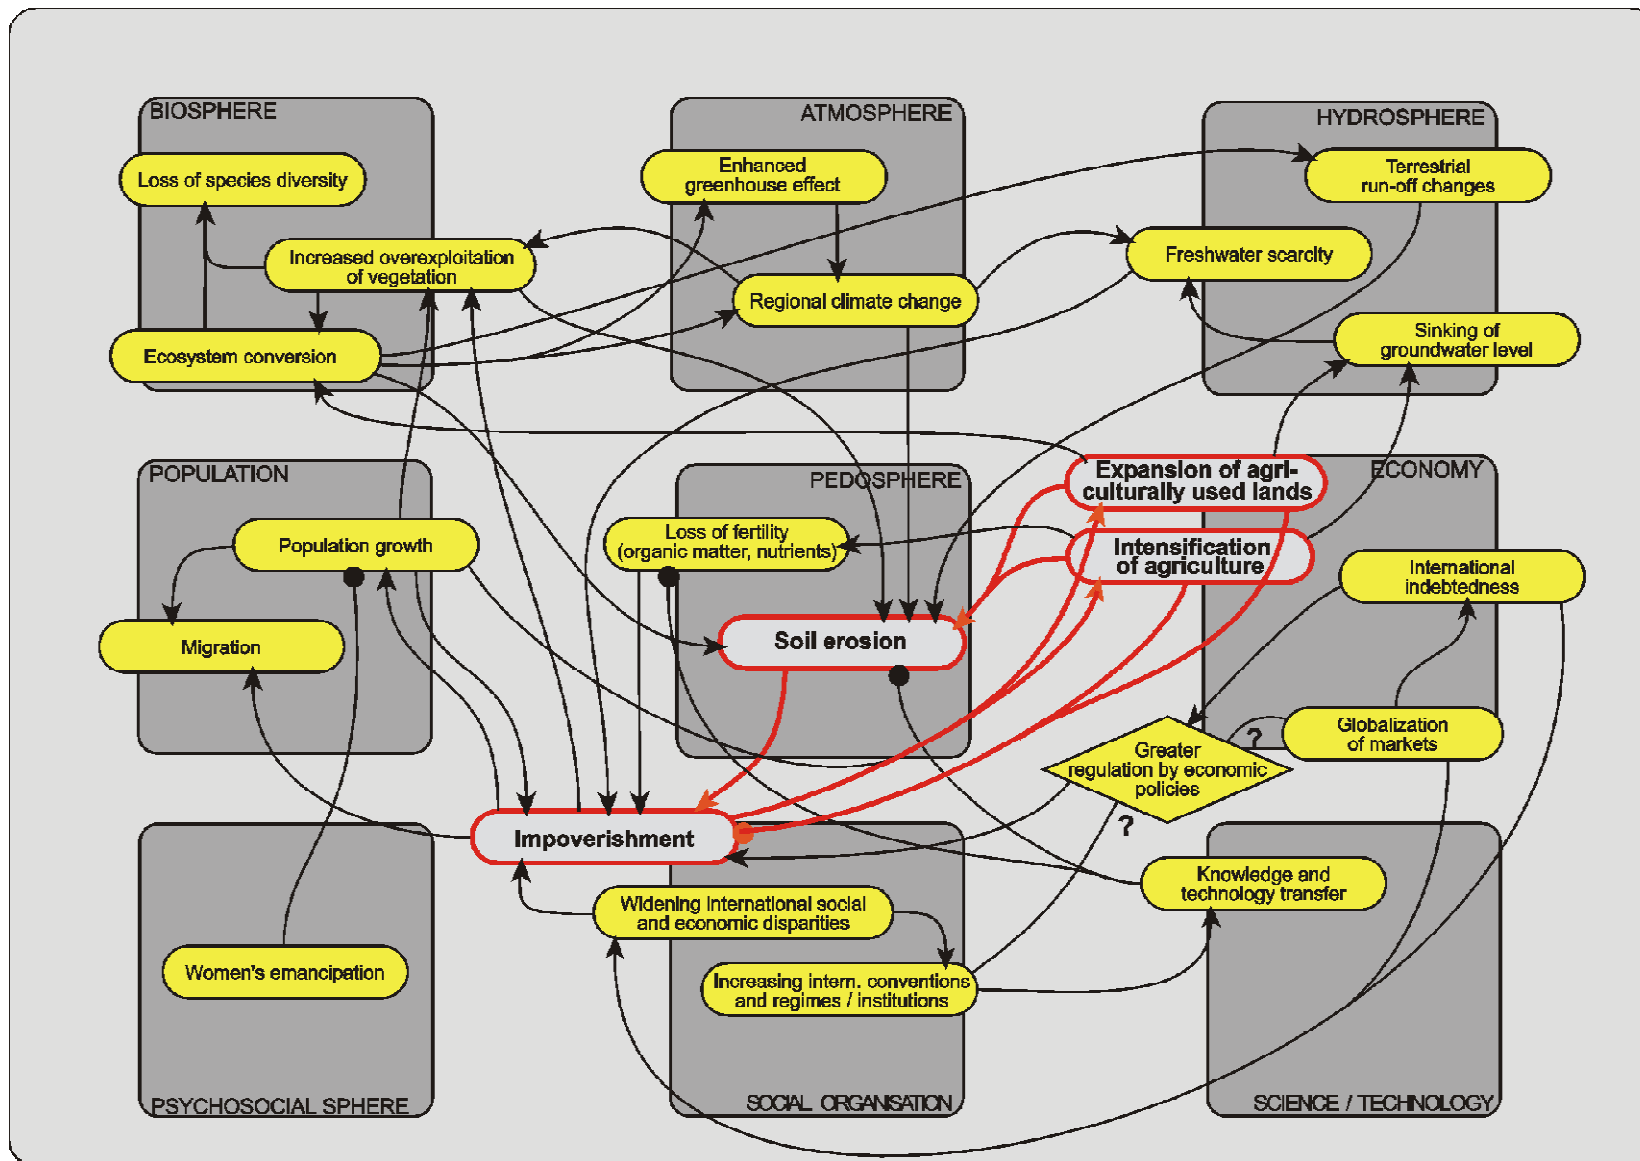 BIOSPHERE
Loss of species diversity
Increased overexploitation
of vegetation
Ecosystem conversion
ATMOSPHERE
Enhanced
greenhouse effect
Regional climate change
HYDROSPHERE
Terrestrial
run-off changes
Freshwater scarcity
Sinking of
groundwater level
POPULATION
Population growth
Migration
PEDOSPHERE
Loss of fertility
(organic matter, nutrients)
Soil erosion
ECONOMY
Expansion of agri-
culturally used lands
Intensification
of agriculture
International
indebtedness
Globalization
of markets
?
Greater
regulation by economic
policies
?
Impoverishment
PSYCHOSOCIAL SPHERE
Women's emancipation
Widening international social
and economic disparities
Increasing intern. conventions
and regimes / institutions
SOCIAL ORGANISATION
Knowledge and
technology transfer
SCIENCE / TECHNOLOGY